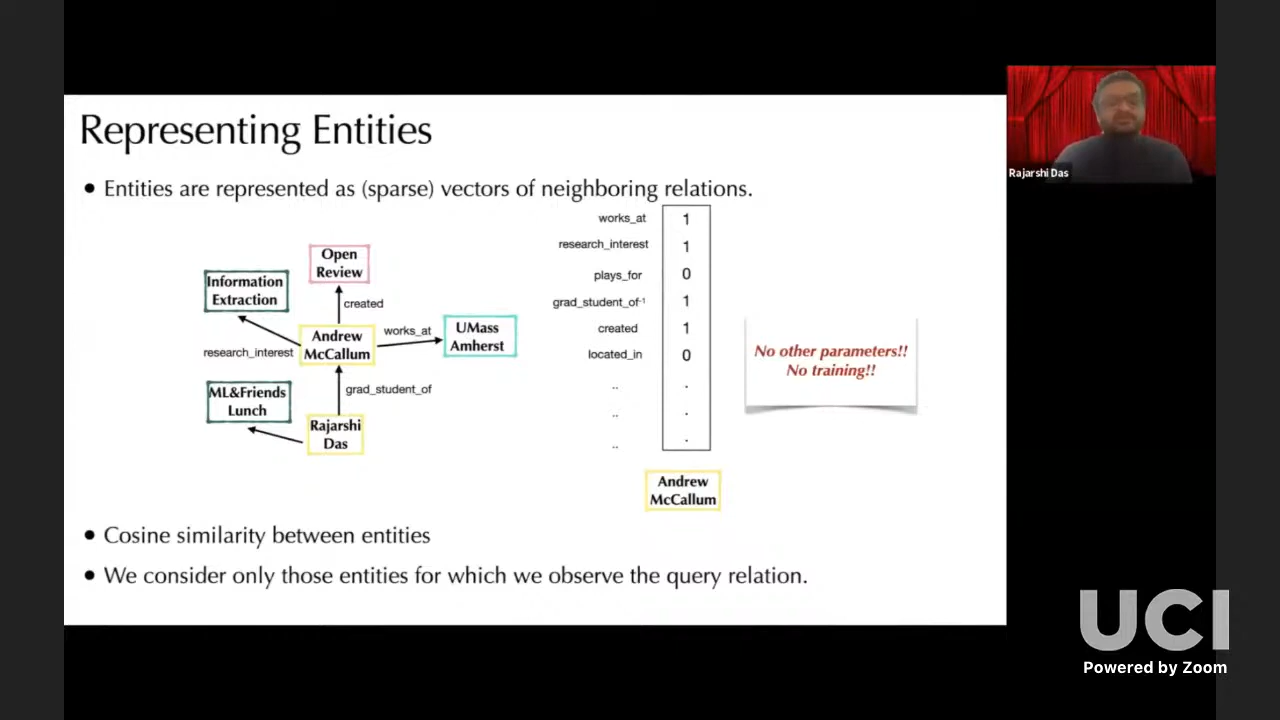 Representing Entities
• Entities are represented as (sparse) vectors of neighboring relations.
Open
Review
Information
Extraction
created
Andrew
McCallum
works_at
UMass
Amherst
research_interest
ML&Friends
Lunch
grad_student_of
Rajarshi
Das
works_at 1
research_interest 1
plays_for 0
grad_student_of-1 1
created 1
located_in 0
.. .
.. .
.. .
Andrew
McCallum
No other parameters!!
No training!!
• Cosine similarity between entities
• We consider only those entities for which we observe the query relation.
Rajarshi Das
UCI
Powered by Zoom